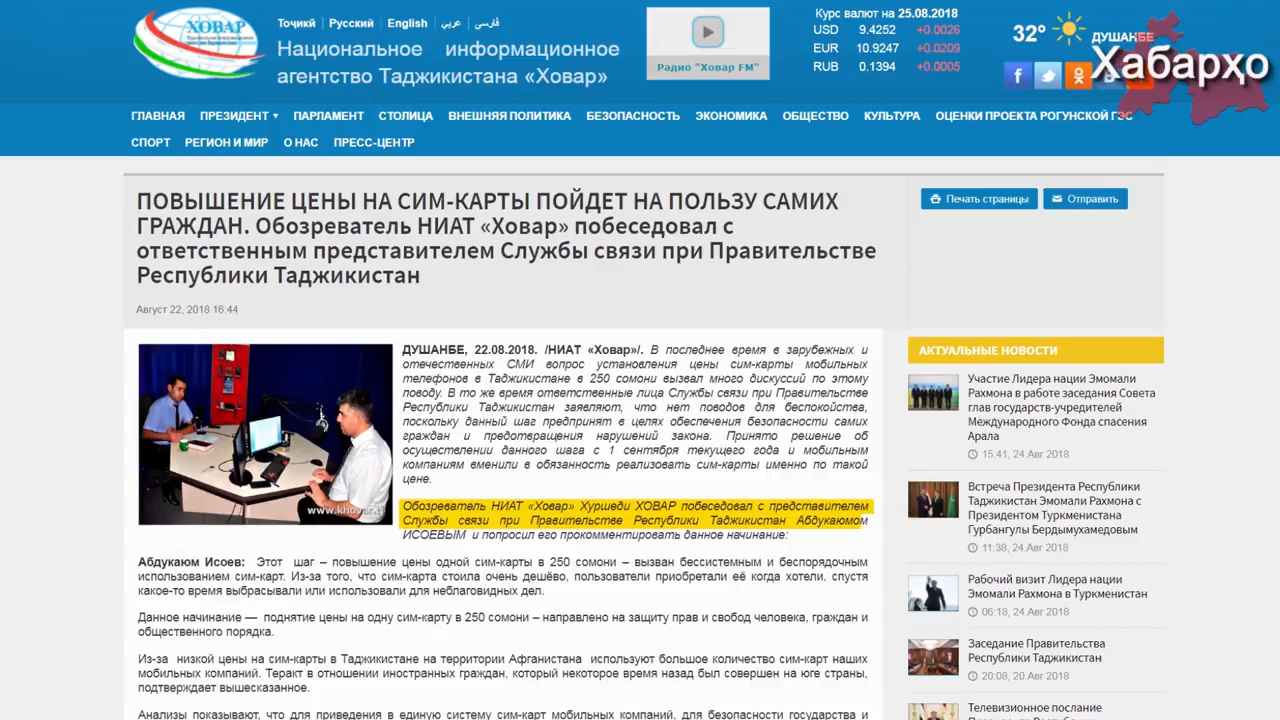 ХОВАР
Тоҷикӣ Русский English عربي فارسی
Национальное информационное
агентство Таджикистана «Ховар»
Радио "Ховар FM"
Курс валют на 25.08.2018
USD 9.4252 +0.0026
EUR 10.9247 +0.0209
RUB 0.1394 +0.0005
32° ДУШАНБЕ
Хабарҳо
ГЛАВНАЯ ПРЕЗИДЕНТ ПАРЛАМЕНТ СТОЛИЦА ВНЕШНЯЯ ПОЛИТИКА БЕЗОПАСНОСТЬ ЭКОНОМИКА ОБЩЕСТВО КУЛЬТУРА ОЦЕНКИ ПРОЕКТА РОГУНСКОЙ ГЭС
СПОРТ РЕГИОН И МИР О НАС ПРЕСС-ЦЕНТР
ПОВЫШЕНИЕ ЦЕНЫ НА СИМ-КАРТЫ ПОЙДЕТ НА ПОЛЬЗУ САМИХ
ГРАЖДАН. Обозреватель НИАТ «Ховар» побеседовал с
ответственным представителем Службы связи при Правительстве
Республики Таджикистан
Август 22, 2018 16:44
Печать страницы Отправить
www.khovar.tj
ДУШАНБЕ, 22.08.2018. /НИАТ «Ховар»/. В последнее время в зарубежных и
отечественных СМИ вопрос установления цены сим-карты мобильных
телефонов в Таджикистане в 250 сомони вызвал много дискуссий по этому
поводу. В то же время ответственные лица Службы связи при Правительстве
Республики Таджикистан заявляют, что нет поводов для беспокойства,
поскольку данный шаг предпринят в целях обеспечения безопасности самих
граждан и предотвращения нарушений закона. Принято решение об
осуществлении данного шага с 1 сентября текущего года и мобильным
компаниям вменили в обязанность реализовать сим-карты именно по такой
цене.
Обозреватель НИАТ «Ховар» Хуршеди ХОВАР побеседовал с представителем
Службы связи при Правительстве Республики Таджикистан Абдукаюмом
ИСОЕВЫМ и попросил его прокомментировать данное начинание:
Абдукаюм Исоев: Этот шаг – повышение цены одной сим-карты в 250 сомони – вызван бессистемным и беспорядочным
использованием сим-карт. Из-за того, что сим-карта стоила очень дешёво, пользователи приобретали её когда хотели, спустя
какое-то время выбрасывали или использовали для неблаговидных дел.
Данное начинание — поднятие цены на одну сим-карту в 250 сомони – направлено на защиту прав и свобод человека, граждан и
общественного порядка.
Из-за низкой цены на сим-карты в Таджикистане на территории Афганистана используют большое количество сим-карт наших
мобильных компаний. Теракт в отношении иностранных граждан, который некоторое время назад был совершен на юге страны,
подтверждает вышесказанное.
Анализы показывают, что для приведения в единую систему сим-карт мобильных компаний, для безопасности государства и
АКТУАЛЬНЫЕ НОВОСТИ
Участие Лидера нации Эмомали
Рахмона в работе заседания Совета
глав государств-учредителей
Международного Фонда спасения
Арала
15:41, 24.Авг 2018
Встреча Президента Республики
Таджикистан Эмомали Рахмона с
Президентом Туркменистана
Гурбангулы Бердымухамедовым
11:38, 24.Авг 2018
Рабочий визит Лидера нации
Эмомали Рахмона в Туркменистан
06:18, 24.Авг 2018
Заседание Правительства
Республики Таджикистан
20:08, 20.Авг 2018
Телевизионное послание